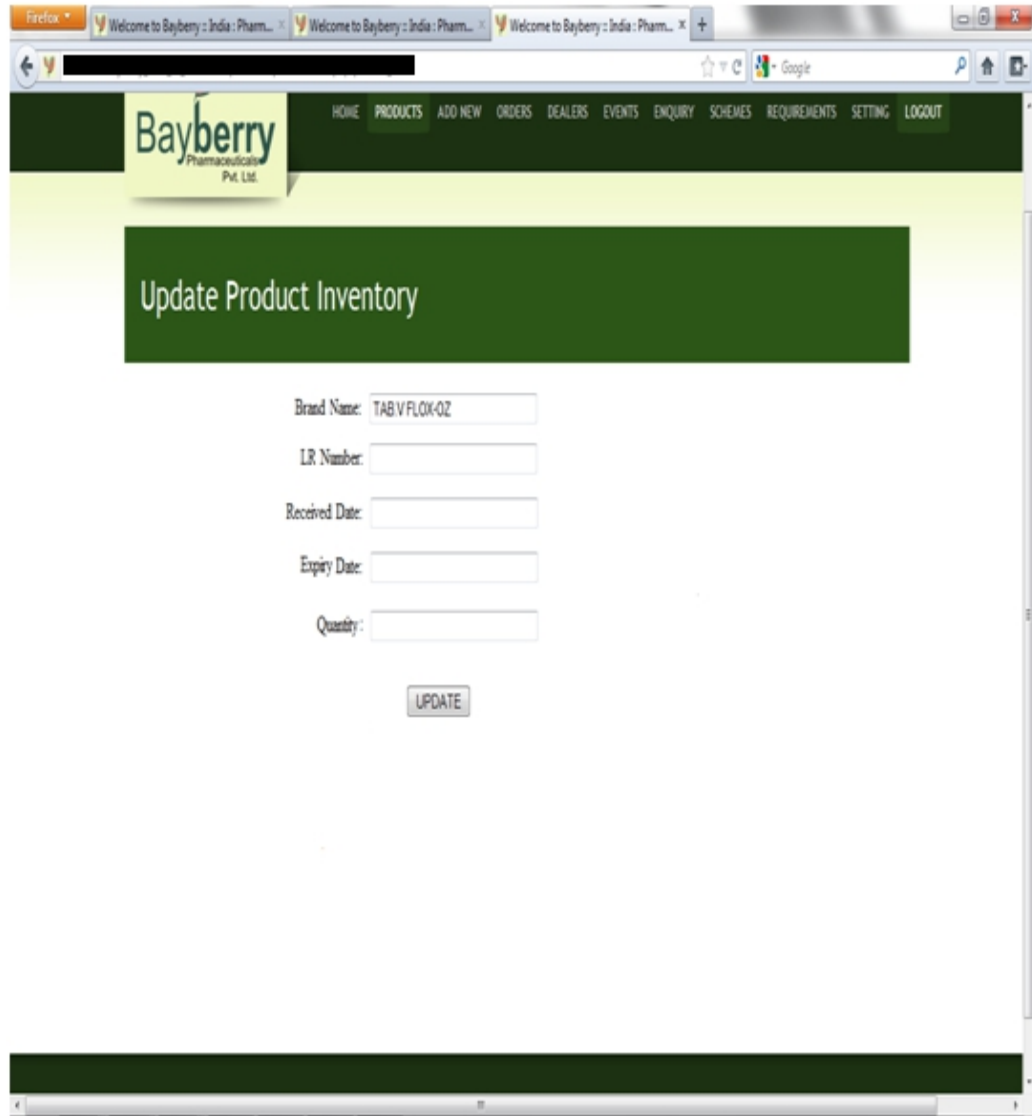 Firefox
Welcome to Bayberry :: India : Pharm... × Welcome to Bayberry :: India : Pharm... × Welcome to Bayberry :: India : Pharm... × +
Google
Bayberry
Pharmaceuticals
Pvt. Ltd.
HOME PRODUCTS ADD NEW ORDERS DEALERS EVENTS ENQUIRY SCHEMES REQUIREMENTS SETTING LOGOUT
Update Product Inventory
Brand Name: TAB.V FLOX-OZ
LR Number:
Received Date:
Expiry Date:
Quantity :
UPDATE